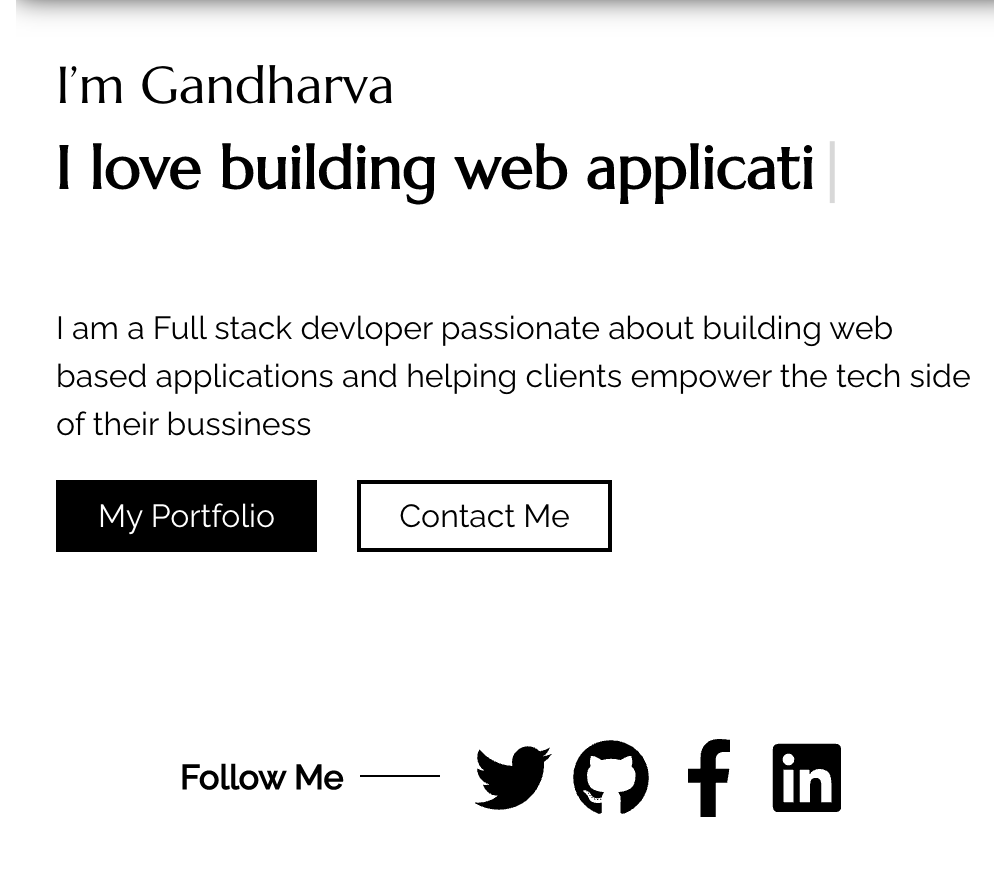 I’m Gandharva
I love building web applicati
I am a Full stack devloper passionate about building web
based applications and helping clients empower the tech side
of their bussiness
My Portfolio
Contact Me
Follow Me
in